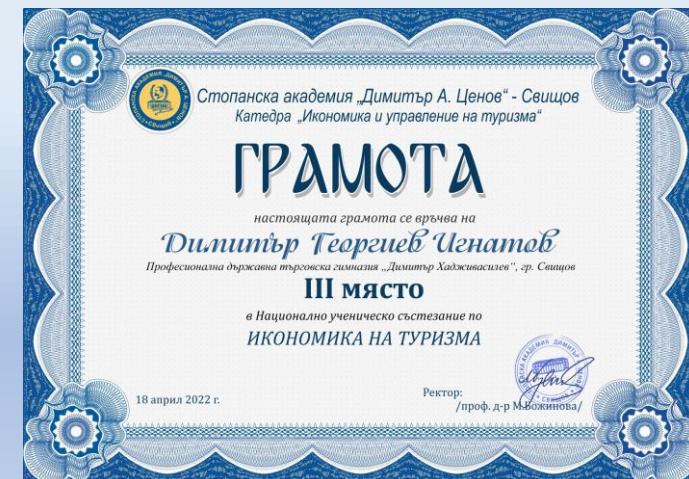 Стопанска академия „Димитър А. Ценов“ - Свищов
Катедра „Икономика и управление на туризма“
ГРАМОТА
настоящата грамота се връчва на
Димитър Георгиев Игнатов
Професионална държавна търговска гимназия „Димитър Хаджвасилев“, гр. Свищов
III място
в Национално ученическо състезание по
ИКОНОМИКА НА ТУРИЗМА
18 април 2022 г.
Ректор:
/проф. д-р М.Божинова/